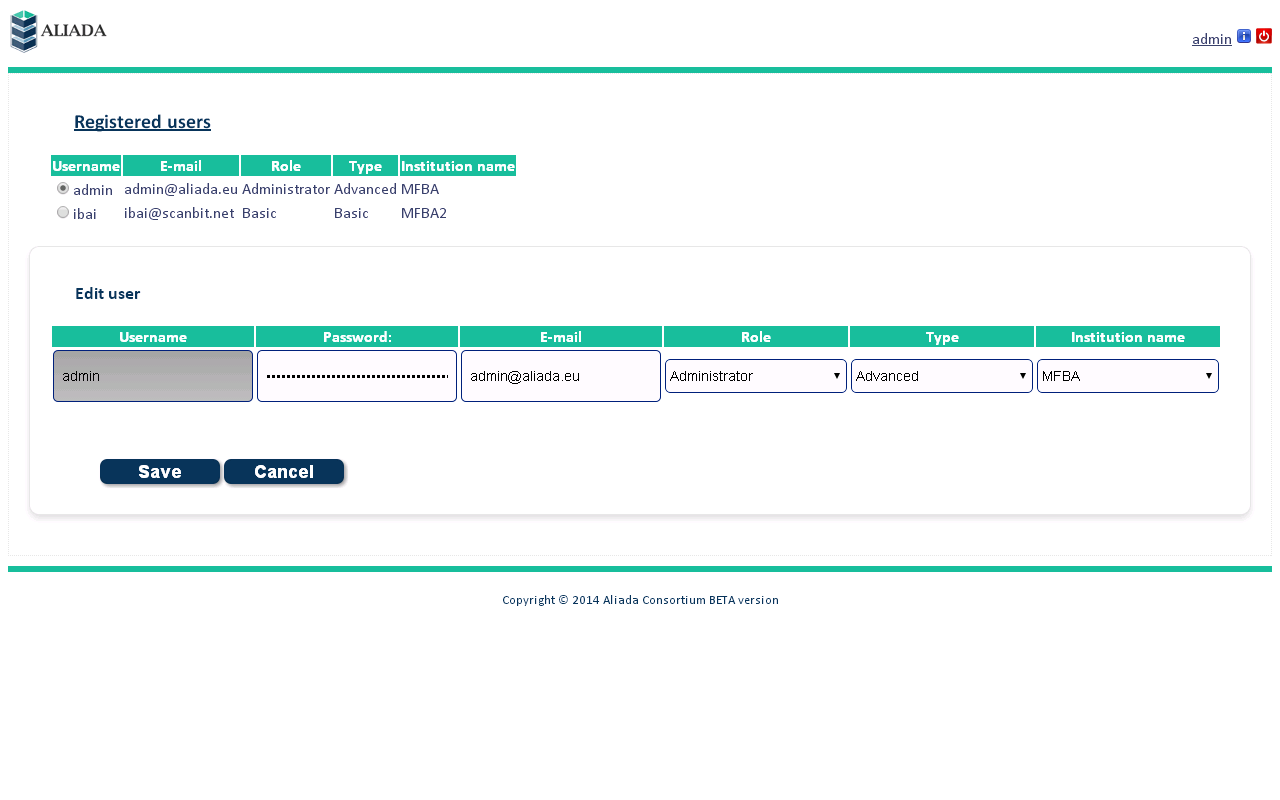 ALIADA
admin
Registered users
Username E-mail Role Type Institution name
admin admin@aliada.eu Administrator Advanced MFBA
ibai ibai@scanbit.net Basic Basic MFBA2
Edit user
Username Password: E-mail Role Type Institution name
admin admin@aliada.eu Administrator Advanced MFBA
Save Cancel
Copyright © 2014 Aliada Consortium BETA version